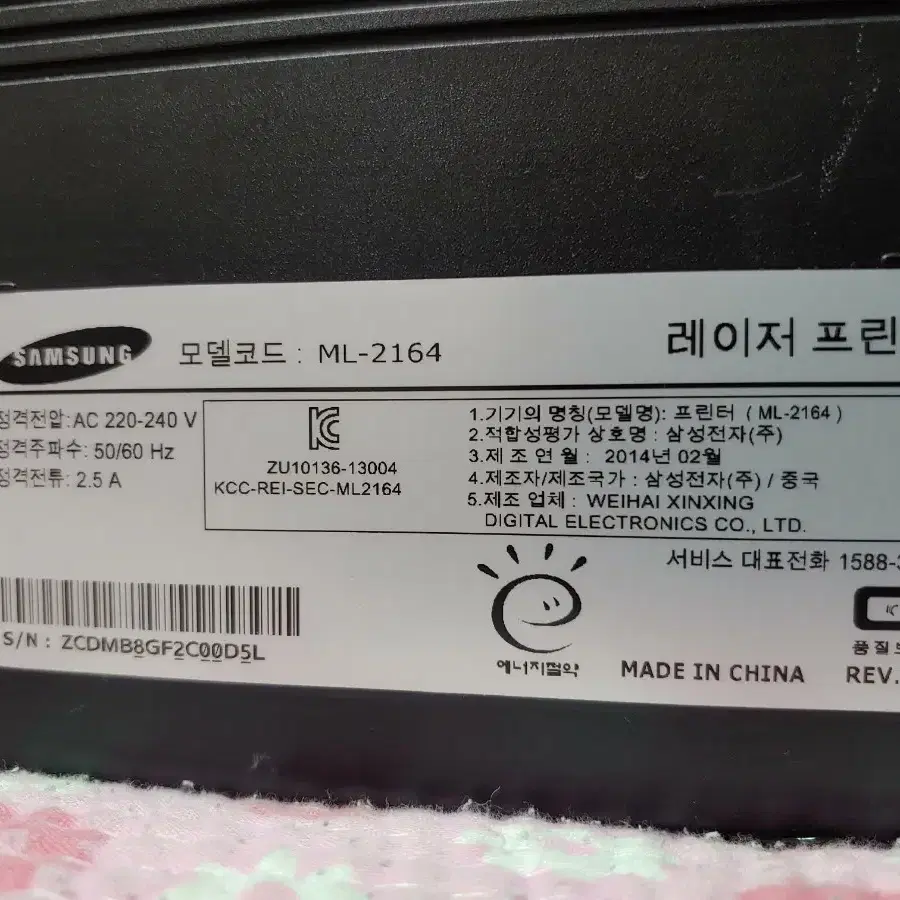 SAMSUNG
모델코드 : ML-2164
레이저 프린
정격전압:AC 220-240 V
정격주파수: 50/60 Hz
정격전류: 2.5 A
ZU10136-13004
KCC-REI-SEC-ML2164
1.기기의 명칭(모델명): 프린터 ( ML-2164 )
2.적합성평가 상호명 : 삼성전자(주)
3.제조연월 : 2014년 02월
4.제조자/제조국가 : 삼성전자(주) / 중국
5.제조 업체 : WEIHAI XINXING
DIGITAL ELECTRONICS CO., LTD.
서비스 대표전화 1588-3
S/N : ZCDMB8GF2C00D5L
에너지절약
MADE IN CHINA
품질보
REV.